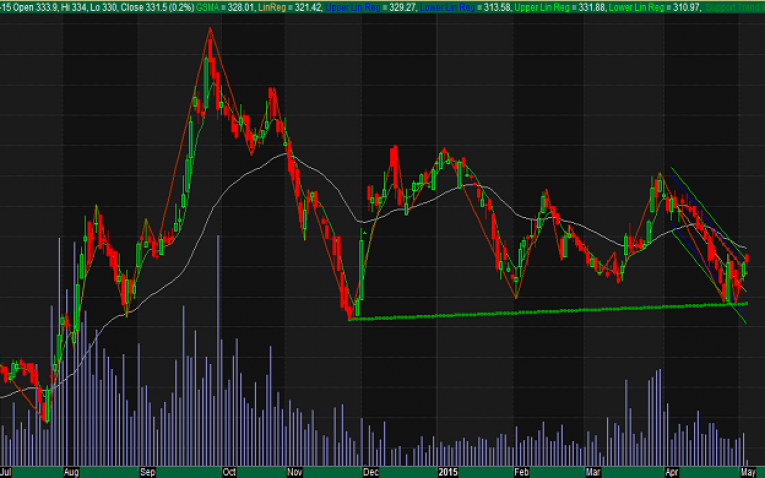 -15 Open 333.9, Hi 334, Lo 330, Close 331.5 (0.2%) GSMA = 328.01, LinReg = 321.42, Upper Lin Reg = 329.27, Lower Lin Reg = 313.58, Upper Lin Reg = 331.88, Lower Lin Reg = 310.97,
Jul Aug Sep Oct Nov Dec 2015 Feb Mar Apr May